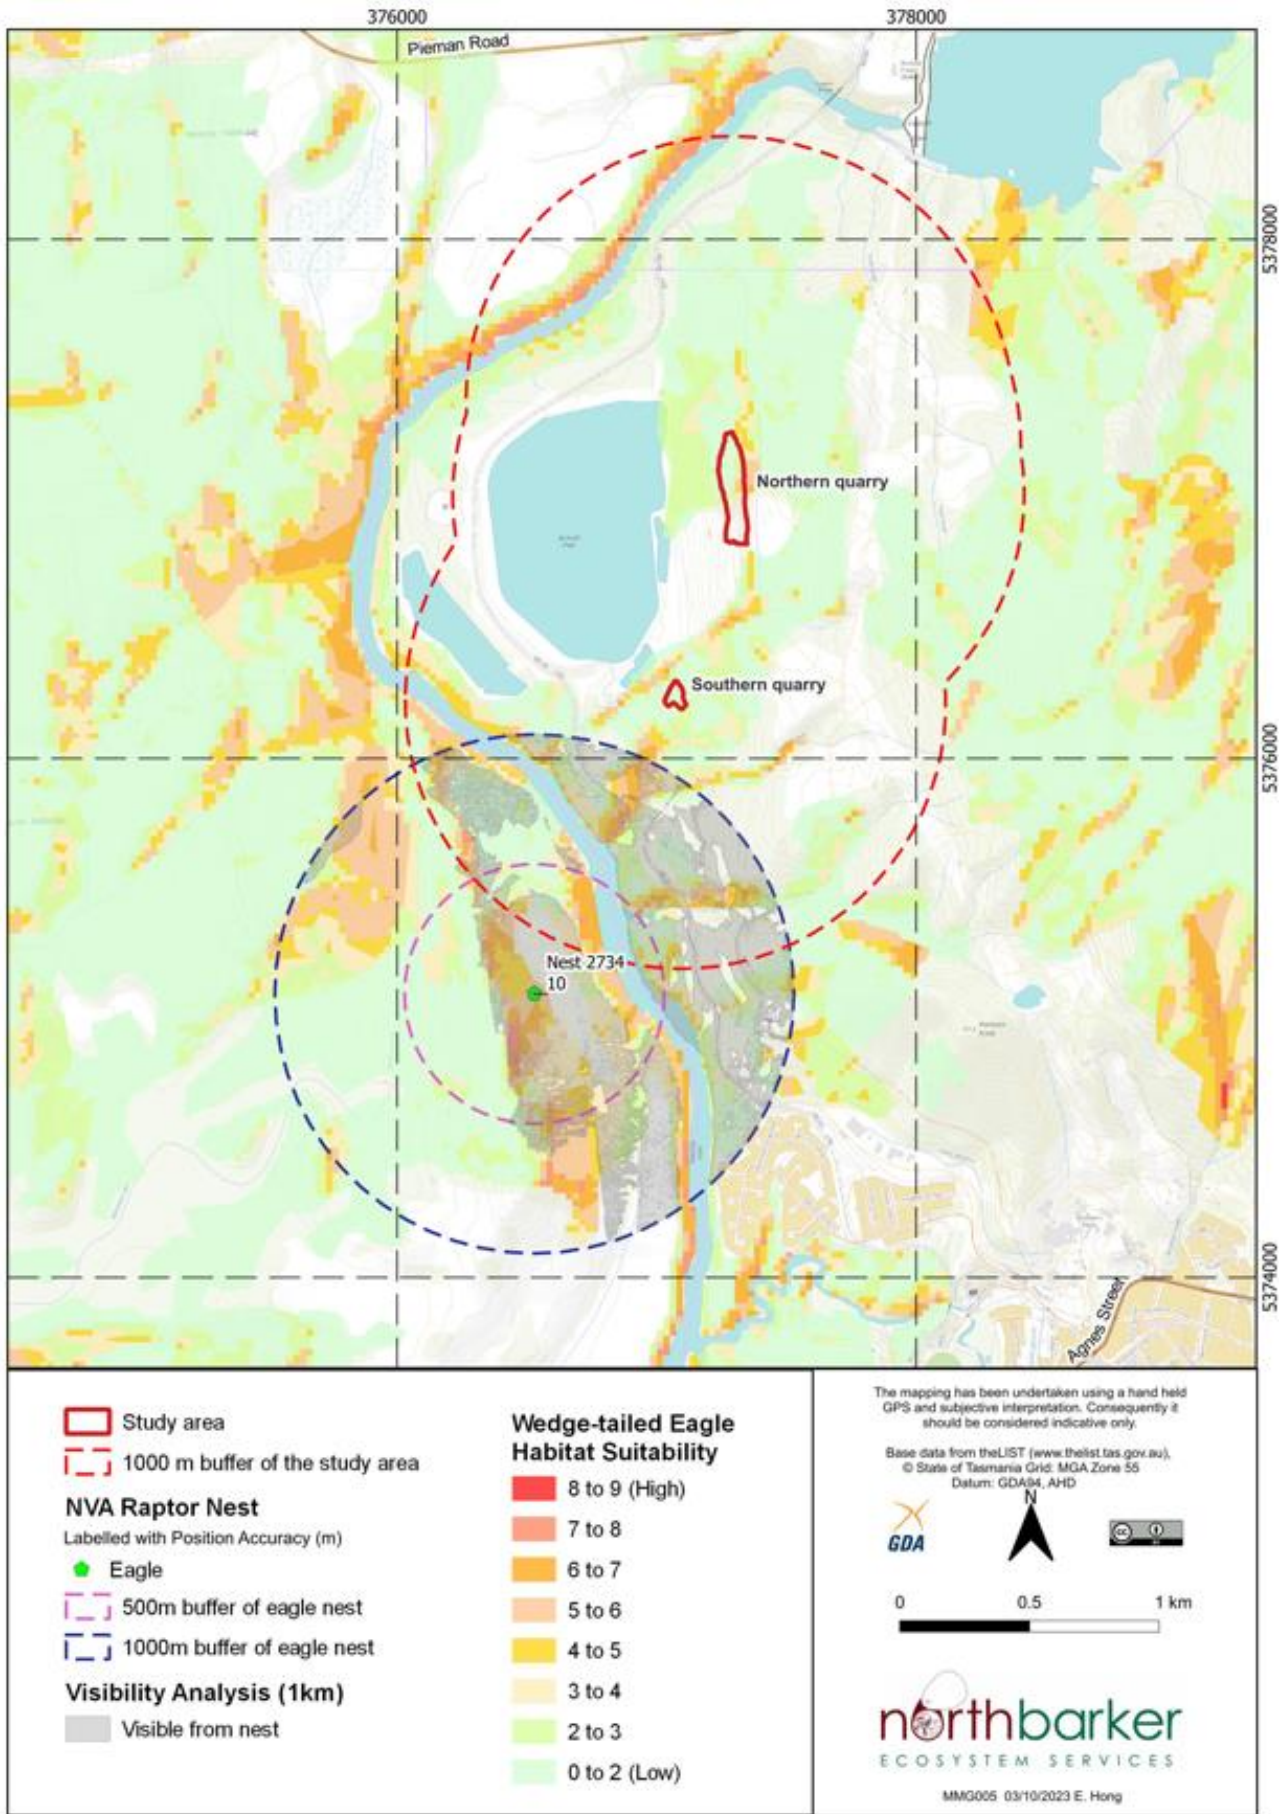 376000
378000
Pieman Road
5378000
Northern quarry
Southern quarry
5376000
Nest 2734
10
5374000
Agnes Street
Study area
1000 m buffer of the study area
NVA Raptor Nest
Labelled with Position Accuracy (m)
Eagle
500m buffer of eagle nest
1000m buffer of eagle nest
Visibility Analysis (1km)
Visible from nest
Wedge-tailed Eagle
Habitat Suitability
8 to 9 (High)
7 to 8
6 to 7
5 to 6
4 to 5
3 to 4
2 to 3
0 to 2 (Low)
The mapping has been undertaken using a hand held
GPS and subjective interpretation. Consequently it
should be considered indicative only.
Base data from theLIST (www.thelist.tas.gov.au),
© State of Tasmania Grid: MGA Zone 55
Datum: GDA94, AHD
N
GDA
cc
0 0.5 1 km
northbarker
ECOSYSTEM SERVICES
MMG005 03/10/2023 E. Hong